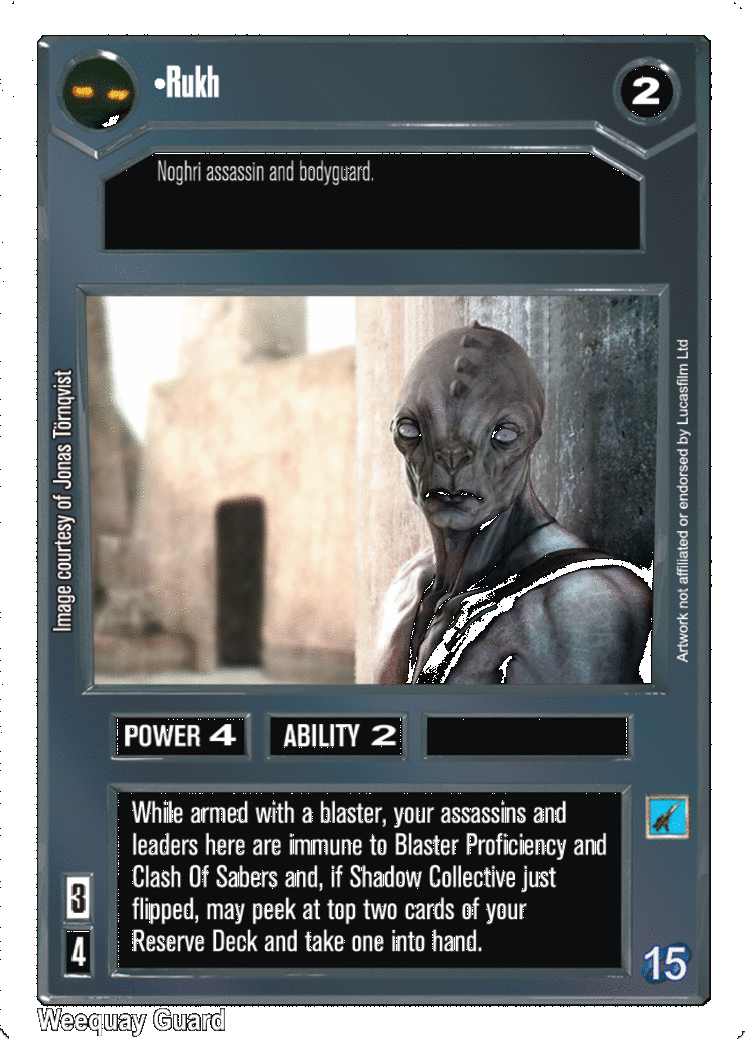 •Rukh
2
Noghri assassin and bodyguard.
Image courtesy of Jonas Törnqvist
Artwork not affiliated or endorsed by Lucasfilm Ltd
POWER 4
ABILITY 2
While armed with a blaster, your assassins and
leaders here are immune to Blaster Proficiency and
Clash Of Sabers and, if Shadow Collective just
flipped, may peek at top two cards of your
Reserve Deck and take one into hand.
3
4
15
Weequay Guard